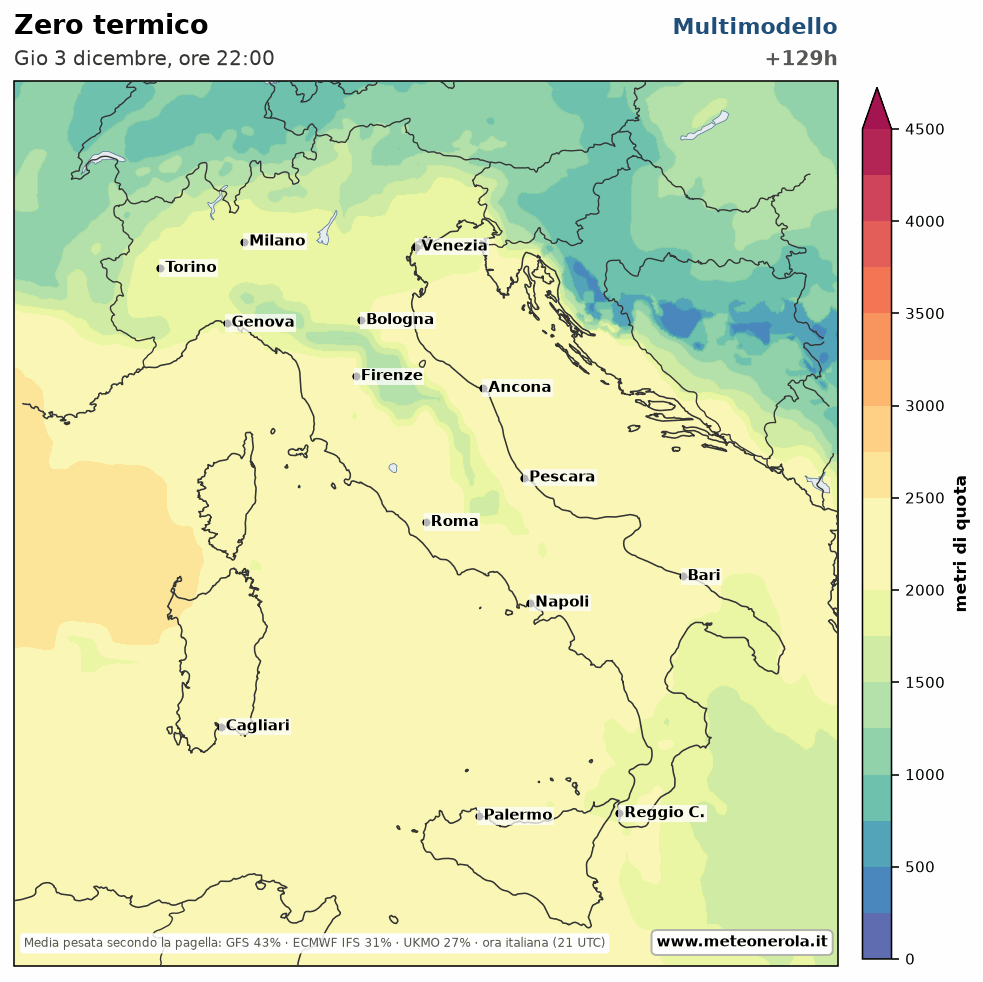 Zero termico
Multimodello
Gio 3 dicembre, ore 22:00
+129h
4500
4000
3500
3000
2500
2000
1500
1000
500
0
metri di quota
Milano
Venezia
Torino
Genova
Bologna
Firenze
Ancona
Pescara
Roma
Bari
Napoli
Cagliari
Palermo
Reggio C.
Media pesata secondo la pagella: GFS 43% · ECMWF IFS 31% · UKMO 27% · ora italiana (21 UTC)
www.meteonerola.it